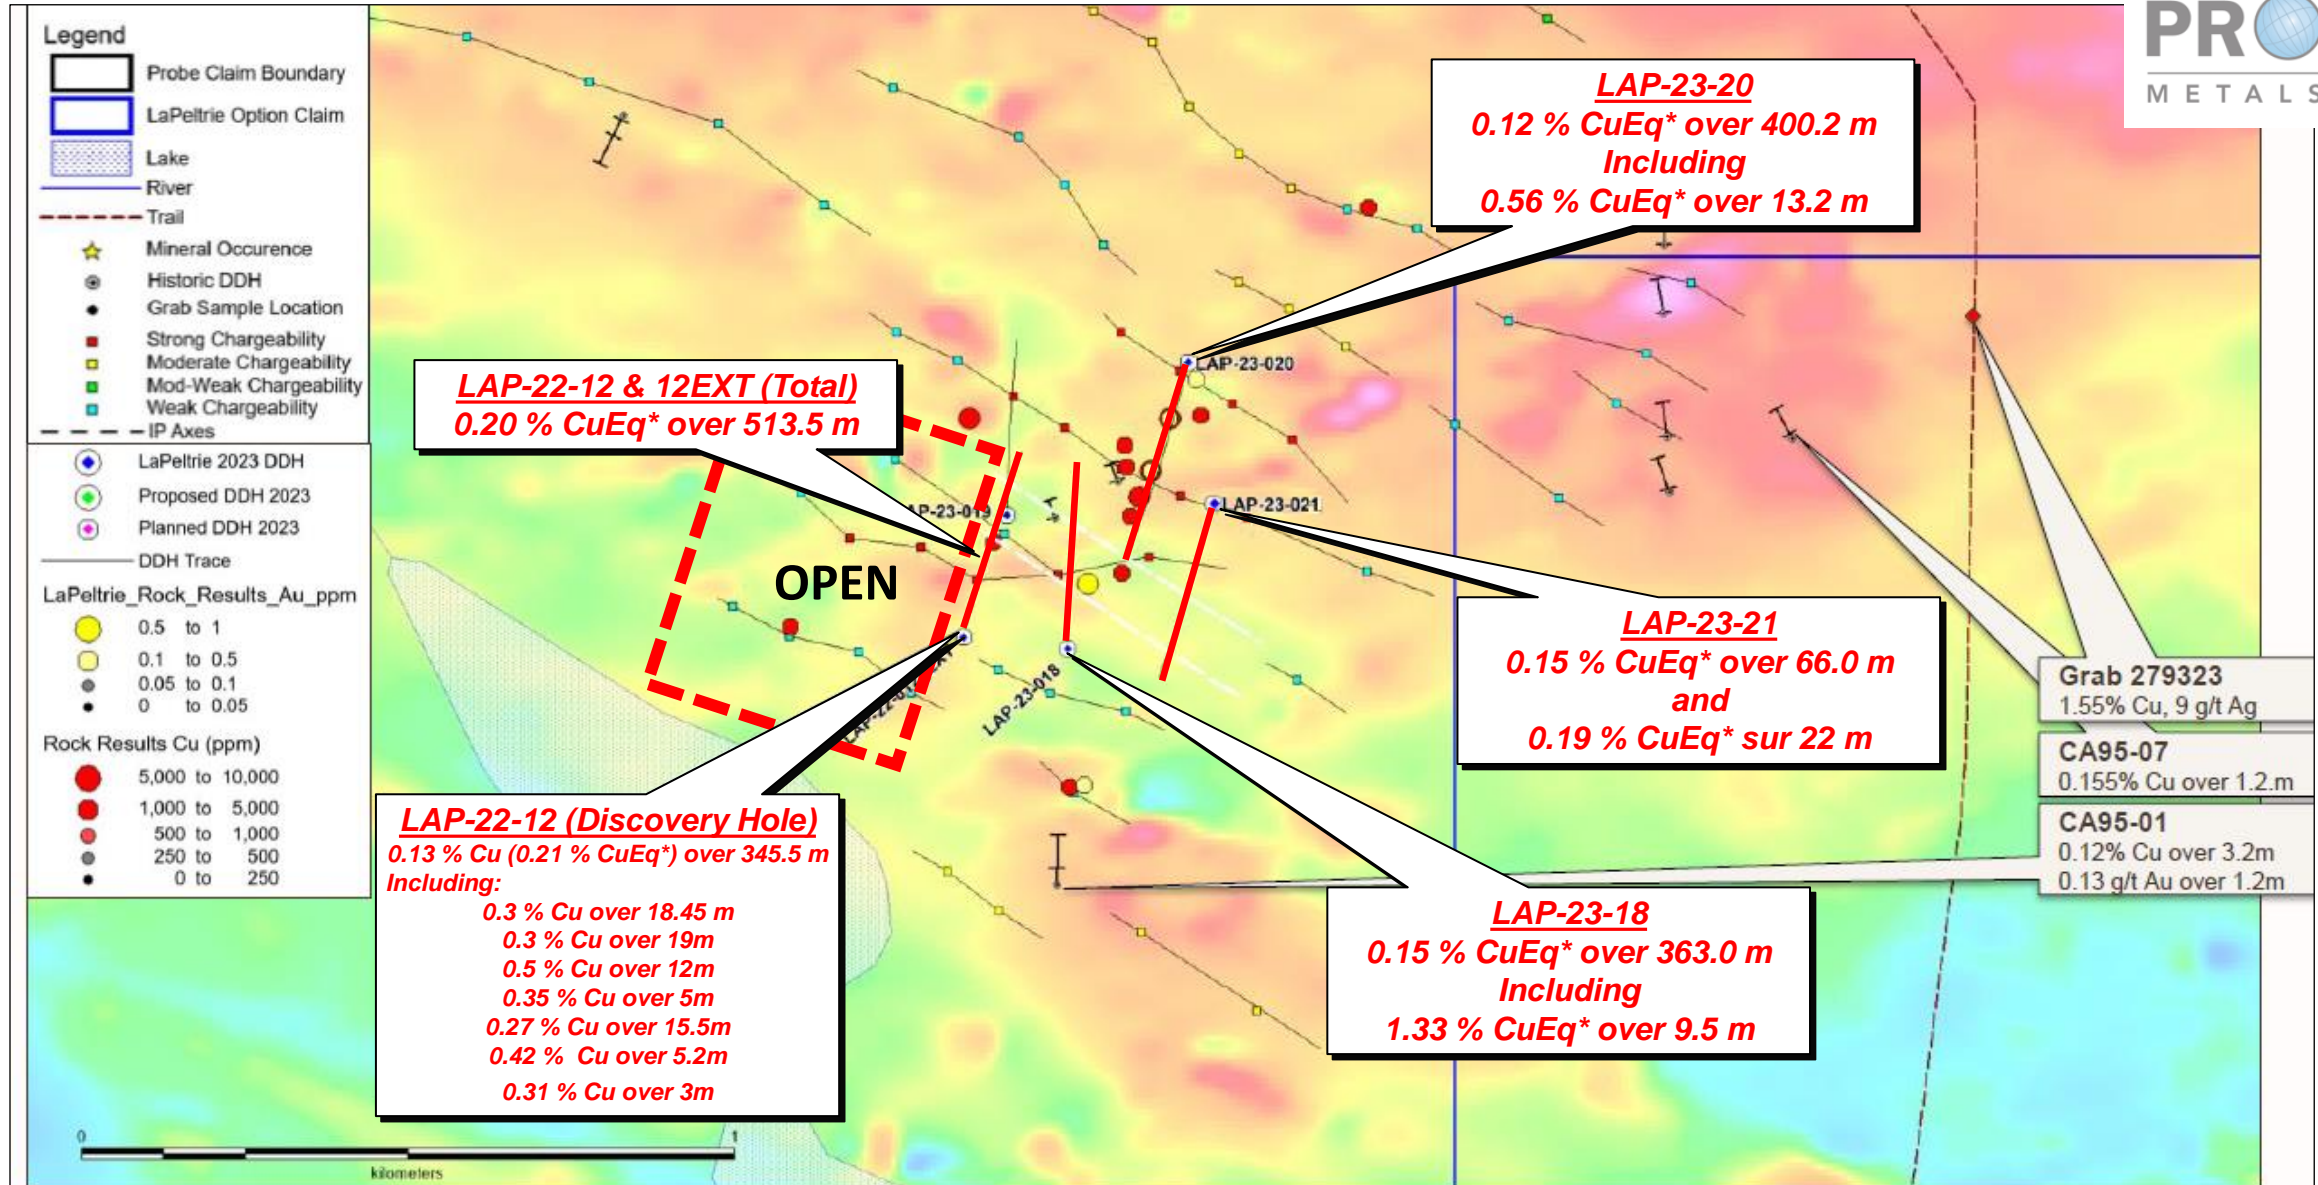 Legend
Probe Claim Boundary
LaPeltrie Option Claim
Lake
River
Trail
Mineral Occurence
Historic DDH
Grab Sample Location
Strong Chargeability
Moderate Chargeability
Mod-Weak Chargeability
Weak Chargeability
IP Axes
LaPeltrie 2023 DDH
Proposed DDH 2023
Planned DDH 2023
DDH Trace
LaPeltrie_Rock_Results_Au_ppm
0.5 to 1
0.1 to 0.5
0.05 to 0.1
0 to 0.05
Rock Results Cu (ppm)
5,000 to 10,000
1,000 to 5,000
500 to 1,000
250 to 500
0 to 250
PRO
METALS
LAP-23-20
0.12 % CuEq* over 400.2 m
Including
0.56 % CuEq* over 13.2 m
LAP-23-020
LAP-22-12 & 12EXT (Total)
0.20 % CuEq* over 513.5 m
AP-23-019
LAP-23-021
OPEN
LAP-23-018
LAP-23-21
0.15 % CuEq* over 66.0 m
and
0.19 % CuEq* sur 22 m
Grab 279323
1.55% Cu, 9 g/t Ag
CA95-07
0.155% Cu over 1.2.m
CA95-01
0.12% Cu over 3.2m
0.13 g/t Au over 1.2m
LAP-22-12 (Discovery Hole)
0.13 % Cu (0.21 % CuEq*) over 345.5 m
Including:
0.3 % Cu over 18.45 m
0.3 % Cu over 19m
0.5 % Cu over 12m
0.35 % Cu over 5m
0.27 % Cu over 15.5m
0.42 % Cu over 5.2m
0.31 % Cu over 3m
LAP-23-18
0.15 % CuEq* over 363.0 m
Including
1.33 % CuEq* over 9.5 m
0 1
kilometers